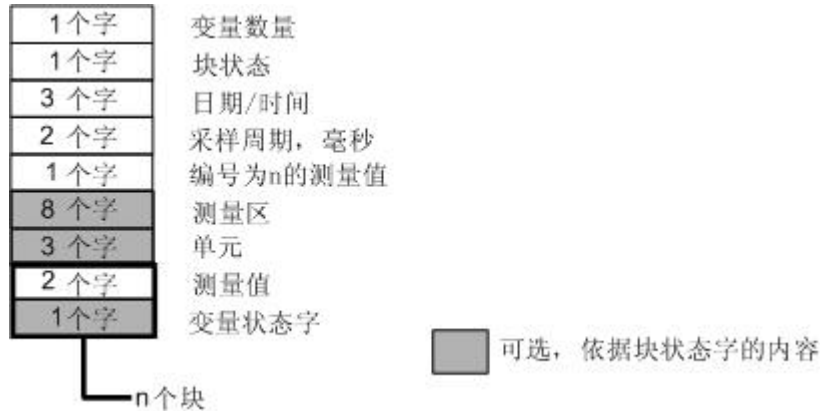 1个字 变量数量
1个字 块状态
3 个字 日期/时间
2 个字 采样周期，毫秒
1个字 编号为n的测量值
8 个字 测量区
3 个字 单元
2 个字 测量值
1个字 变量状态字
可选，依据块状态字的内容
n个块